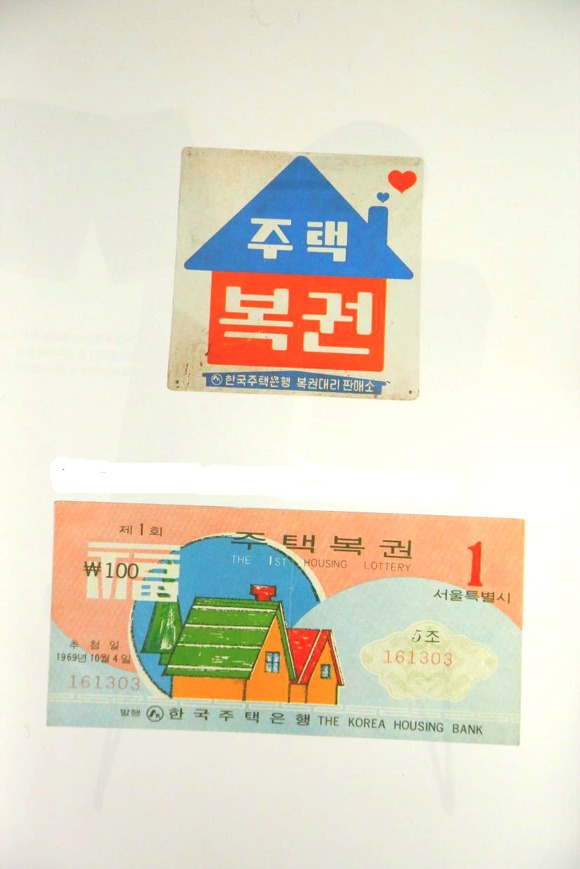 주택
복권
한국주택은행 복권대리판매소
제1회
주택복권
THE 1ST HOUSING LOTTERY
1
₩100
서울특별시
5조
161303
추첨일
1969년 10월 4일
161303
발행 한국주택은행 THE KOREA HOUSING BANK